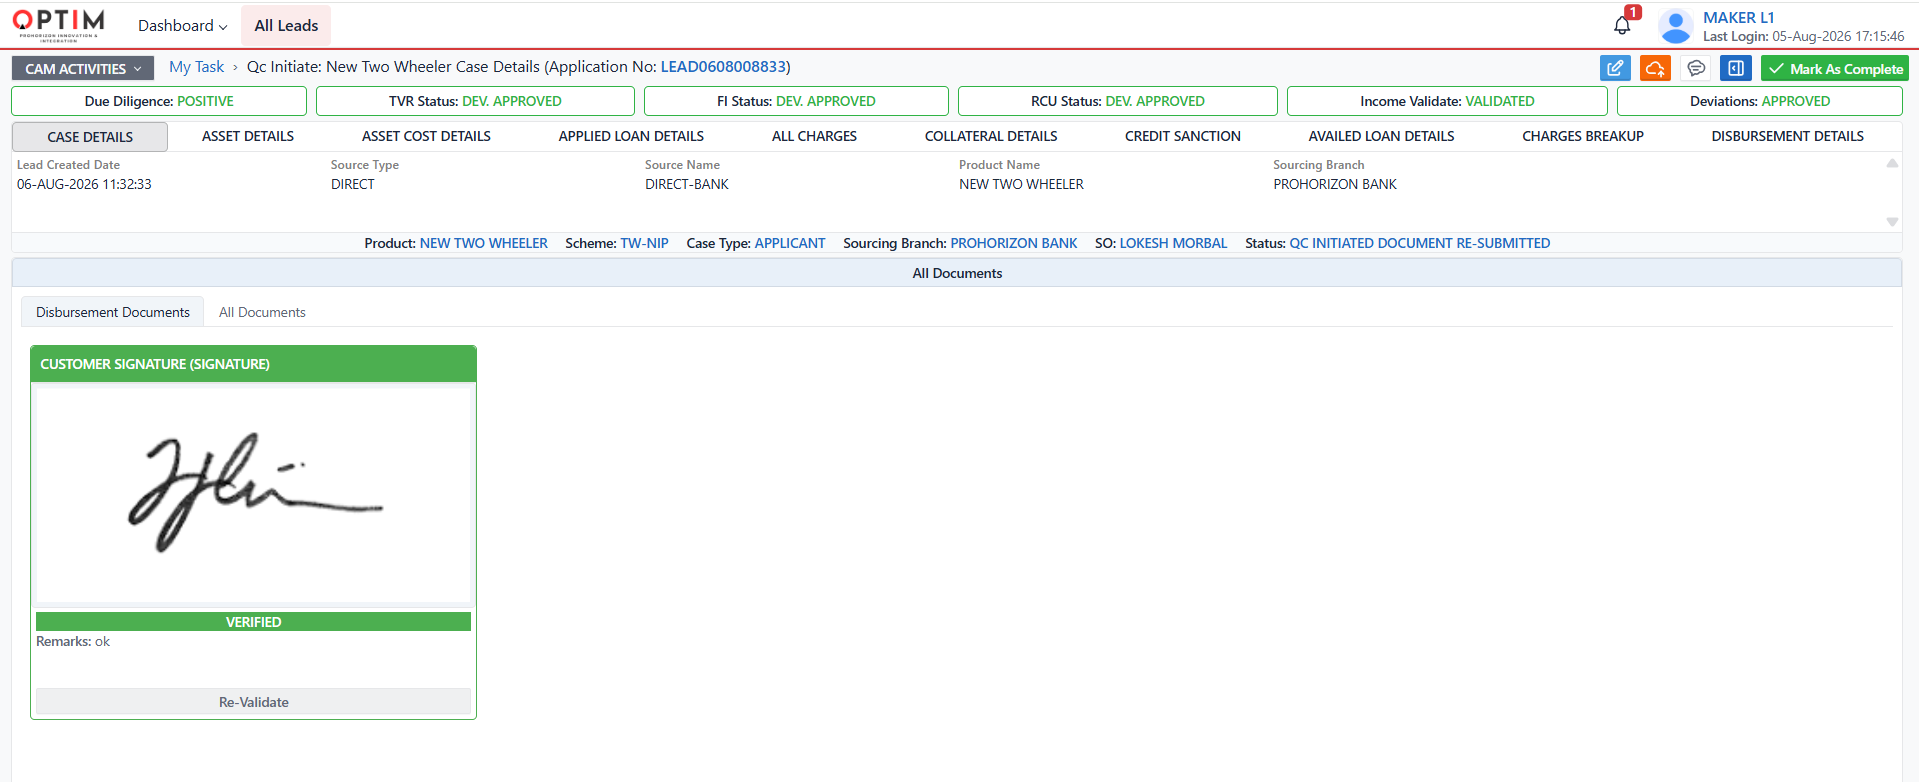 OPTIM
PROHORIZON INNOVATION &
INTEGRATION
Dashboard
All Leads
1
MAKER L1
Last Login: 05-Aug-2026 17:15:46
CAM ACTIVITIES
My Task › Qc Initiate: New Two Wheeler Case Details (Application No: LEAD0608008833)
Mark As Complete
Due Diligence: POSITIVE
TVR Status: DEV. APPROVED
FI Status: DEV. APPROVED
RCU Status: DEV. APPROVED
Income Validate: VALIDATED
Deviations: APPROVED
CASE DETAILS
ASSET DETAILS
ASSET COST DETAILS
APPLIED LOAN DETAILS
ALL CHARGES
COLLATERAL DETAILS
CREDIT SANCTION
AVAILED LOAN DETAILS
CHARGES BREAKUP
DISBURSEMENT DETAILS
Lead Created Date
06-AUG-2026 11:32:33
Source Type
DIRECT
Source Name
DIRECT-BANK
Product Name
NEW TWO WHEELER
Sourcing Branch
PROHORIZON BANK
Product: NEW TWO WHEELER Scheme: TW-NIP Case Type: APPLICANT Sourcing Branch: PROHORIZON BANK SO: LOKESH MORBAL Status: QC INITIATED DOCUMENT RE-SUBMITTED
All Documents
Disbursement Documents
All Documents
CUSTOMER SIGNATURE (SIGNATURE)
VERIFIED
Remarks: ok
Re-Validate